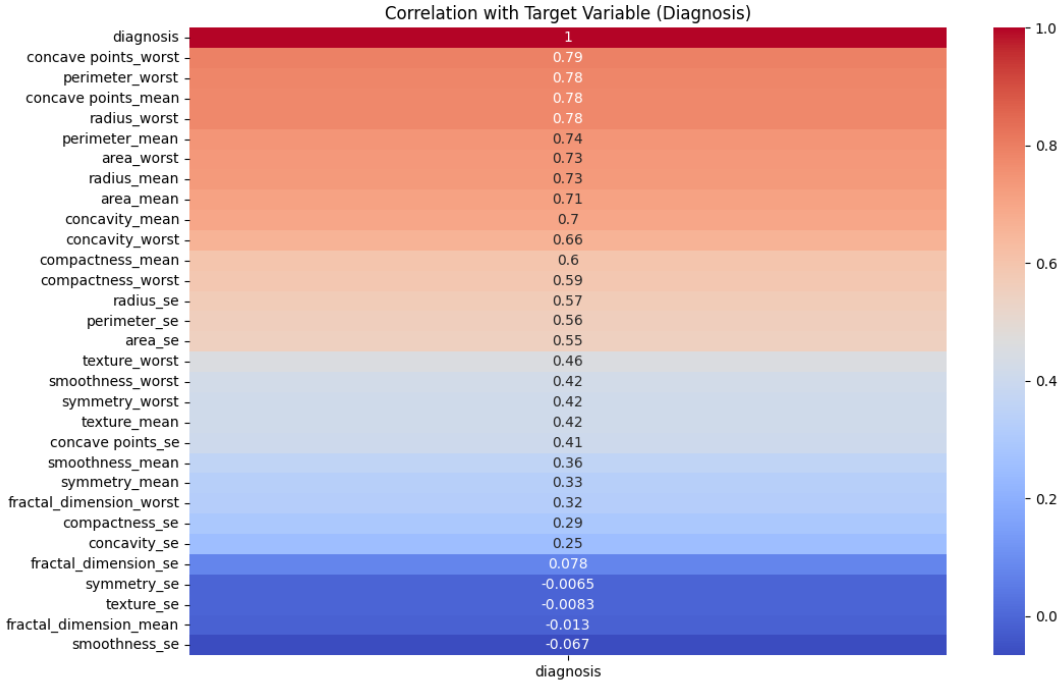 Correlation with Target Variable (Diagnosis)
diagnosis 1
concave points_worst 0.79
perimeter_worst 0.78
concave points_mean 0.78
radius_worst 0.78
perimeter_mean 0.74
area_worst 0.73
radius_mean 0.73
area_mean 0.71
concavity_mean 0.7
concavity_worst 0.66
compactness_mean 0.6
compactness_worst 0.59
radius_se 0.57
perimeter_se 0.56
area_se 0.55
texture_worst 0.46
smoothness_worst 0.42
symmetry_worst 0.42
texture_mean 0.42
concave points_se 0.41
smoothness_mean 0.36
symmetry_mean 0.33
fractal_dimension_worst 0.32
compactness_se 0.29
concavity_se 0.25
fractal_dimension_se 0.078
symmetry_se -0.0065
texture_se -0.0083
fractal_dimension_mean -0.013
smoothness_se -0.067
diagnosis
1.0
0.8
0.6
0.4
0.2
0.0